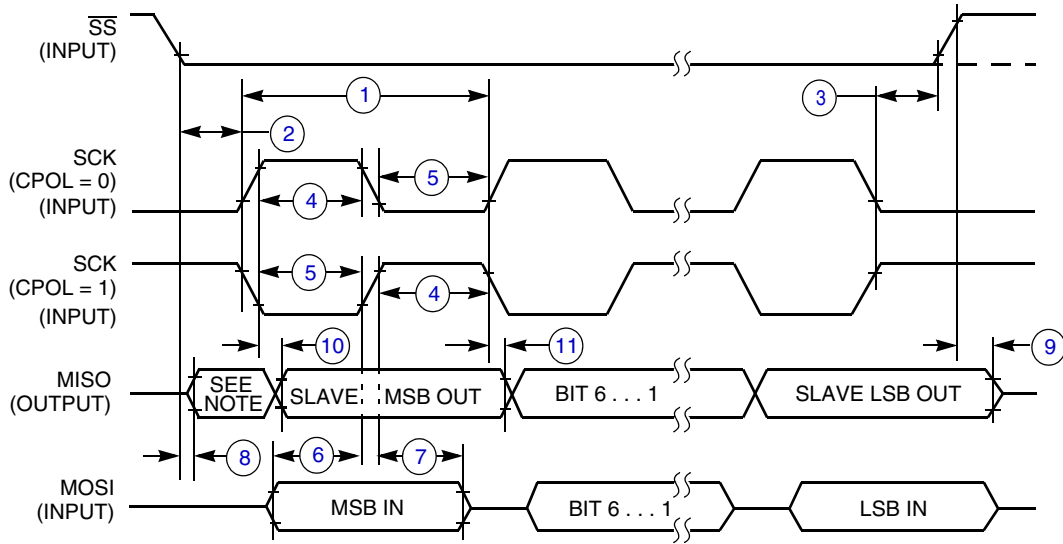 SS
(INPUT)
1
3
2
SCK
(CPOL = 0)
(INPUT)
5
4
SCK
(CPOL = 1)
(INPUT)
5
4
10
11
9
MISO
(OUTPUT)
SEE
NOTE
SLAVE
MSB OUT
BIT 6 . . . 1
SLAVE LSB OUT
8
6
7
MOSI
(INPUT)
MSB IN
BIT 6 . . . 1
LSB IN